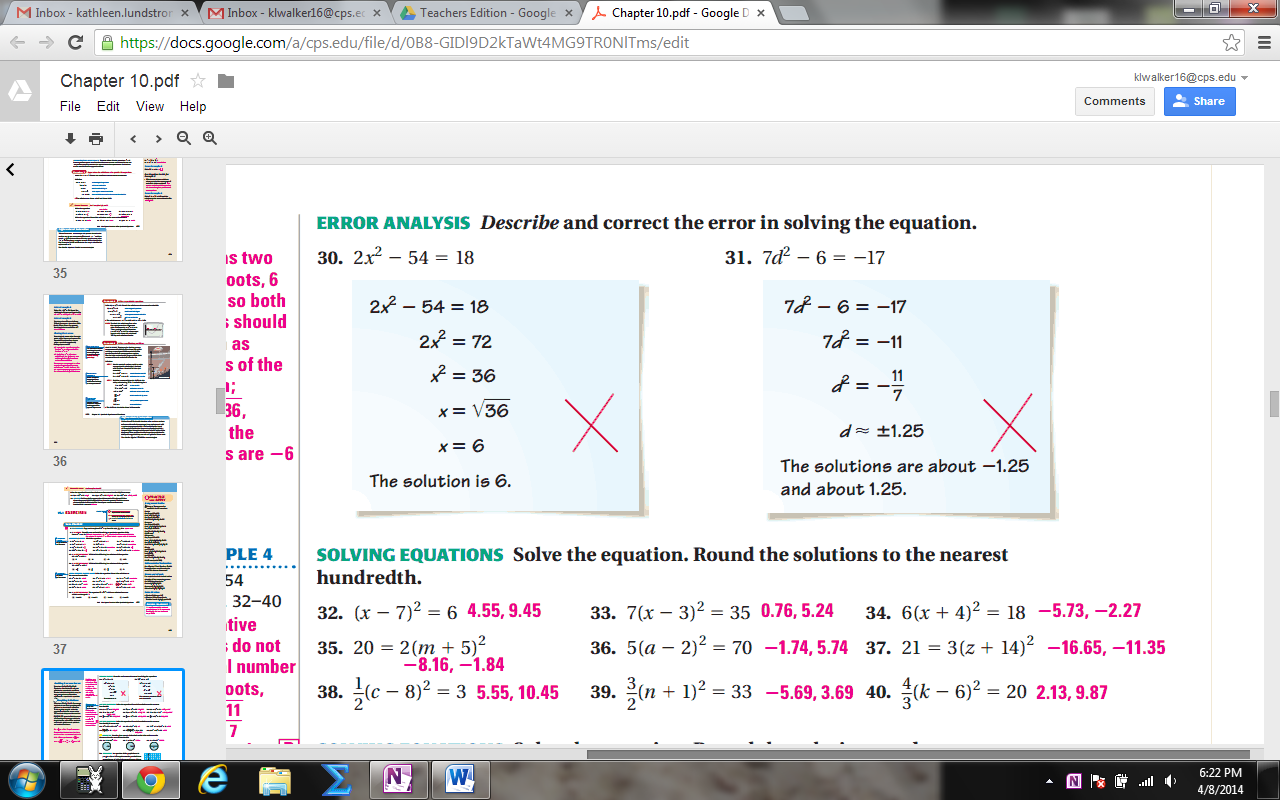 Inbox - kathleen.lundstror
Inbox - klwalker16@cps.ec
Teachers Edition - Google
Chapter 10.pdf - Google D
https://docs.google.com/a/cps.edu/file/d/0B8-GIDl9D2kTaWt4MG9TR0NlTms/edit
Chapter 10.pdf
klwalker16@cps.edu
File Edit View Help
Comments
Share
35
36
37
ns two
oots, 6
so both
s should
as
s of the
36,
the
s are −6
PLE 4
54
32–40
tive
s do not
l number
oots,
11
7
ERROR ANALYSIS Describe and correct the error in solving the equation.
30. 2x² − 54 = 18
2x² − 54 = 18
2x² = 72
x² = 36
x = √36
x = 6
The solution is 6.
31. 7d² − 6 = −17
7d² − 6 = −17
7d² = −11
d² = −11/7
d ≈ ±1.25
The solutions are about −1.25
and about 1.25.
SOLVING EQUATIONS Solve the equation. Round the solutions to the nearest
hundredth.
32. (x − 7)² = 6 4.55, 9.45 33. 7(x − 3)² = 35 0.76, 5.24 34. 6(x + 4)² = 18 −5.73, −2.27
35. 20 = 2(m + 5)² 36. 5(a − 2)² = 70 −1.74, 5.74 37. 21 = 3(z + 14)² −16.65, −11.35
−8.16, −1.84
38. 1/2(c − 8)² = 3 5.55, 10.45 39. 3/2(n + 1)² = 33 −5.69, 3.69 40. 4/3(k − 6)² = 20 2.13, 9.87
6:22 PM
4/8/2014